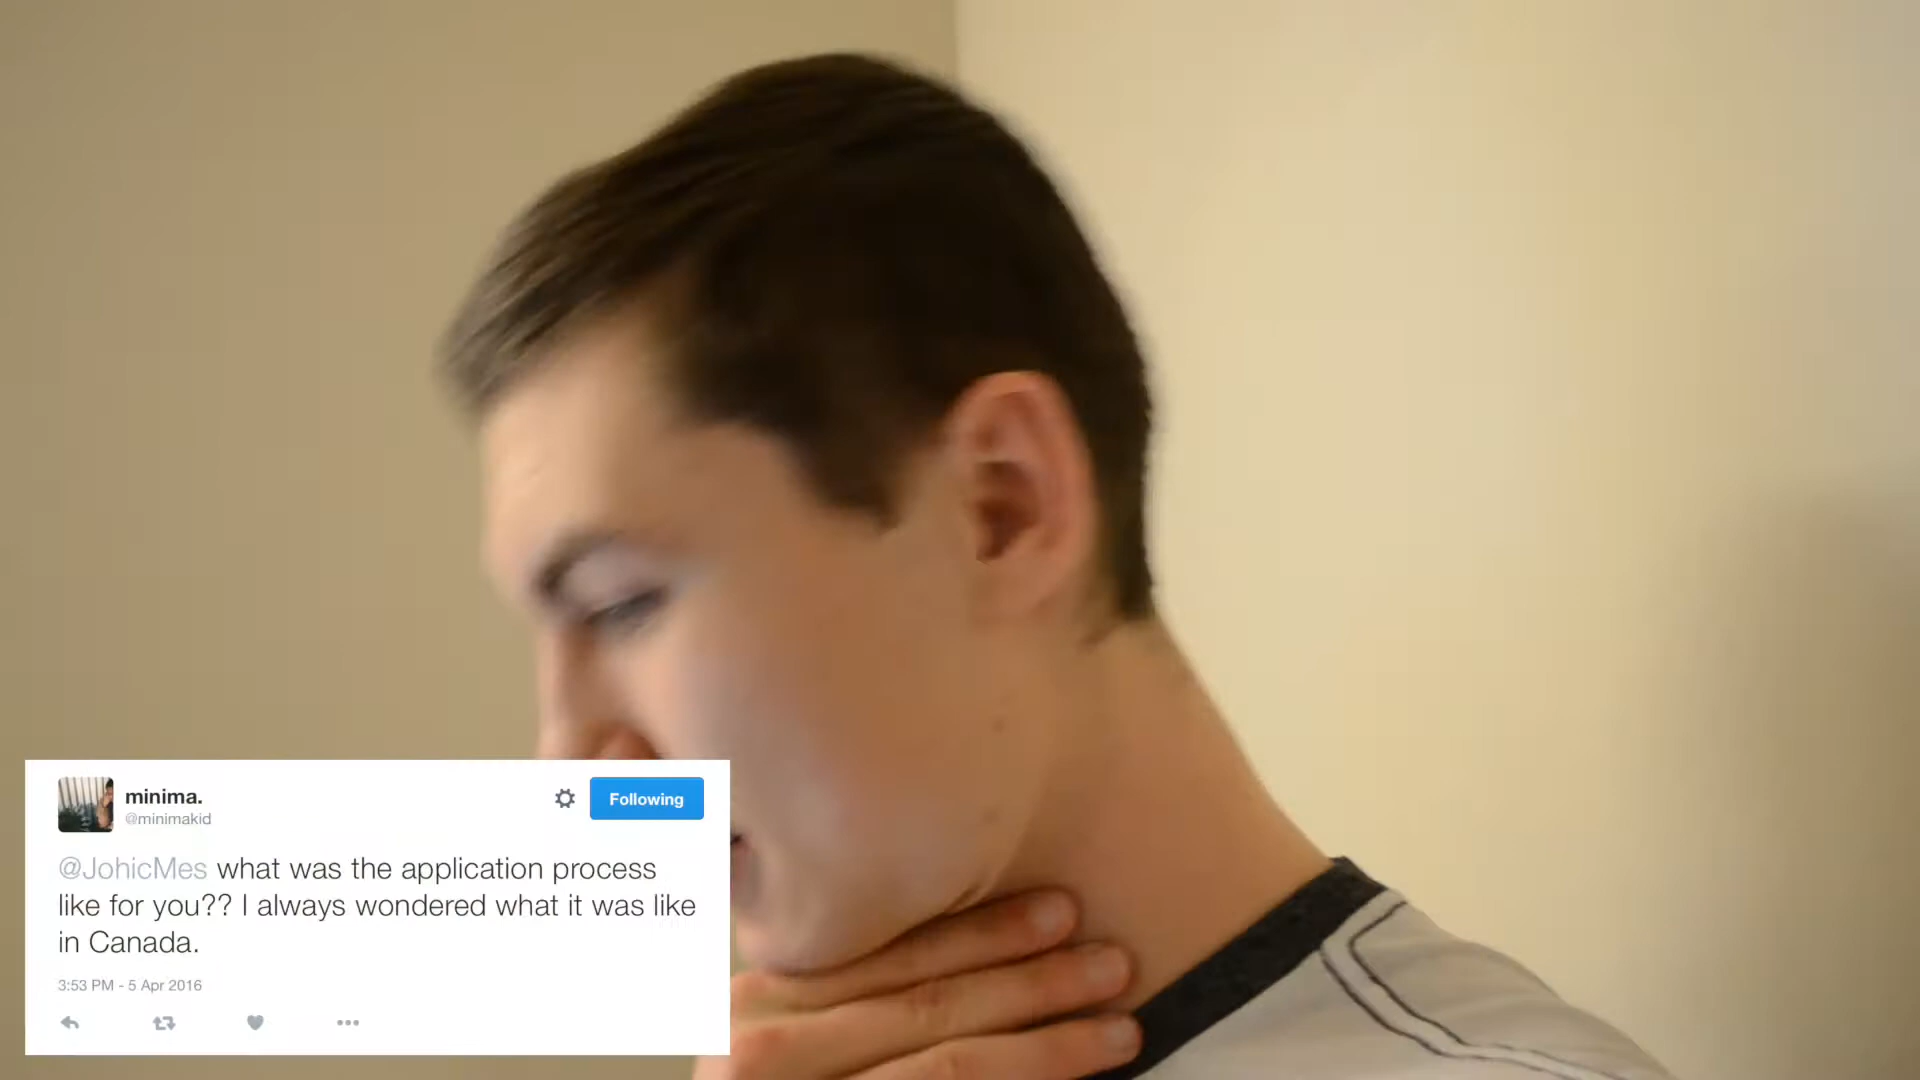 minima.
@minimakid
Following
@JohicMes what was the application process
like for you?? I always wondered what it was like
in Canada.
3:53 PM - 5 Apr 2016